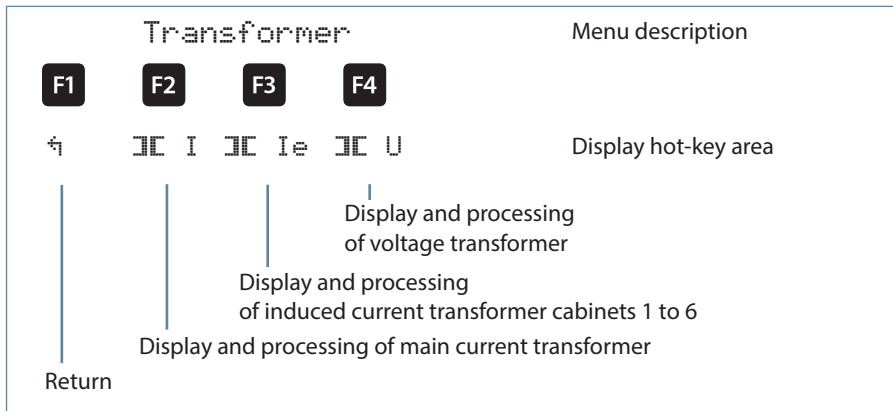 Transformer Menu description
F1 F2 F3 F4
↰ ][ I ][ Ie ][ U Display hot-key area
Display and processing
of voltage transformer
Display and processing
of induced current transformer cabinets 1 to 6
Display and processing of main current transformer
Return